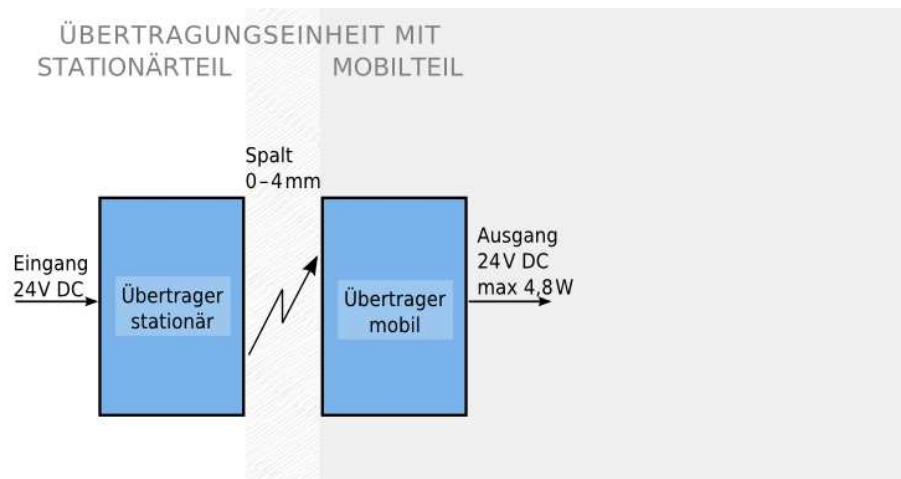 ÜBERTRAGUNGSEINHEIT MIT
STATIONÄRTEIL
MOBILTEIL
Spalt
0–4mm
Eingang
24V DC
Übertrager
stationär
Übertrager
mobil
Ausgang
24V DC
max 4,8W